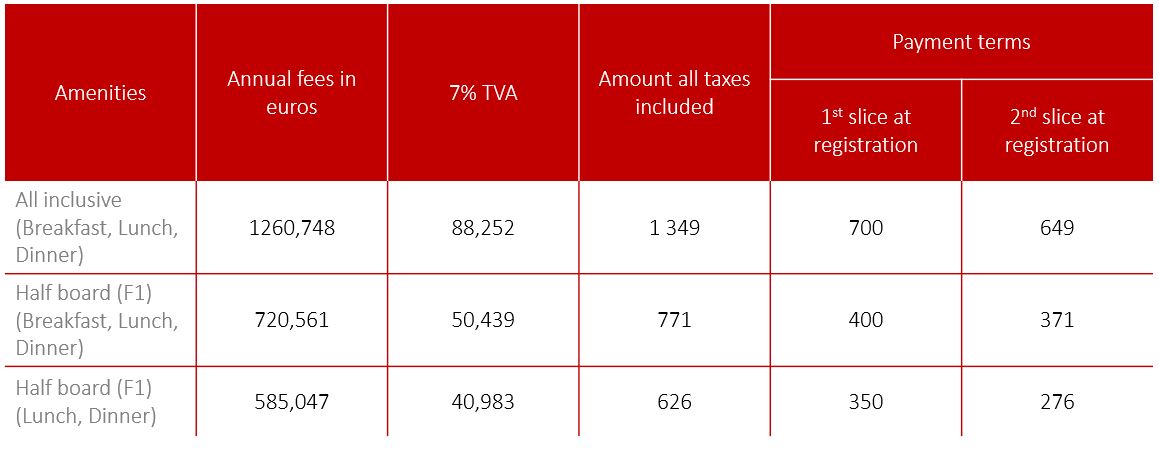 Amenities
Annual fees in
euros
7% TVA
Amount all taxes
included
Payment terms
1st slice at
registration
2nd slice at
registration
All inclusive
(Breakfast, Lunch,
Dinner)
1260,748
88,252
1 349
700
649
Half board (F1)
(Breakfast, Lunch,
Dinner)
720,561
50,439
771
400
371
Half board (F1)
(Lunch, Dinner)
585,047
40,983
626
350
276